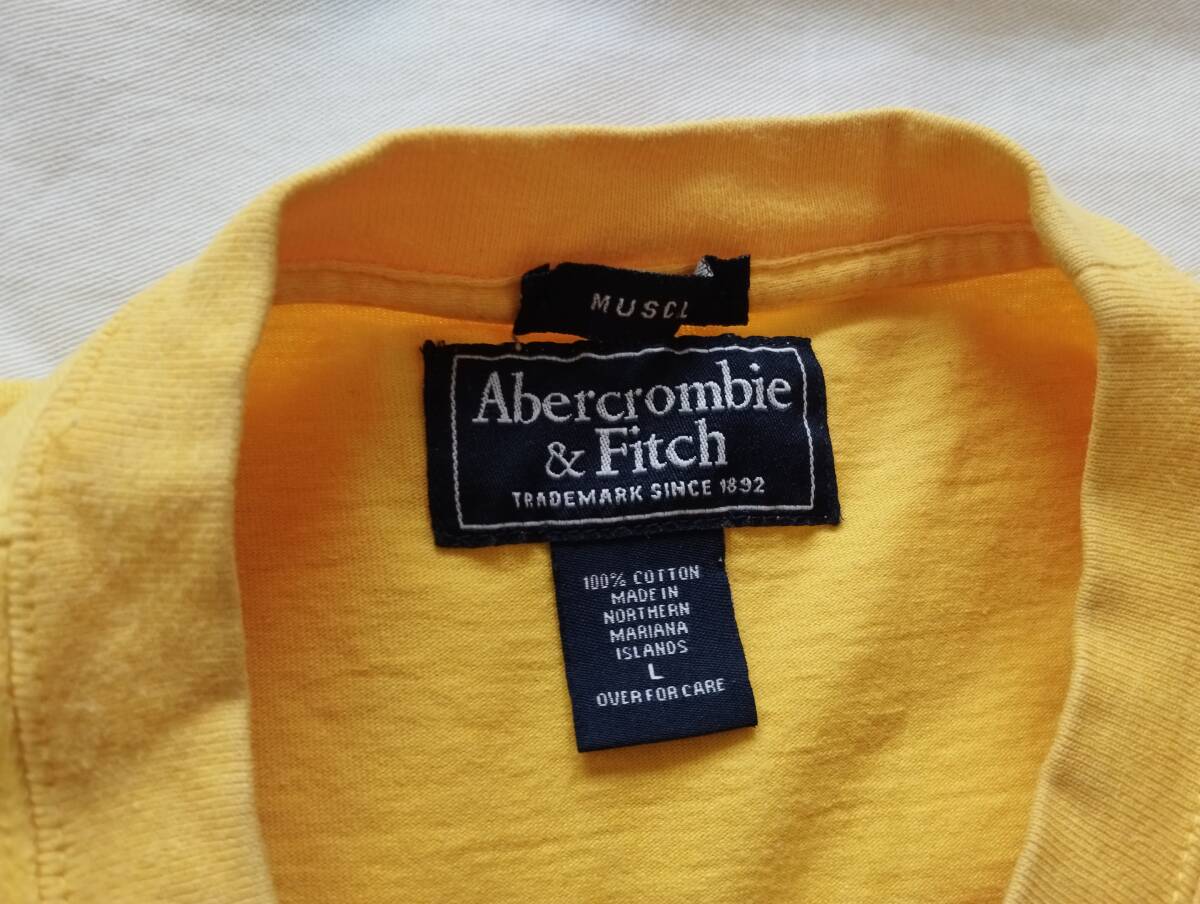 MUSCL
Abercrombie
& Fitch
TRADEMARK SINCE 1892
100% COTTON
MADE IN
NORTHERN
MARIANA
ISLANDS
L
OVER FOR CARE